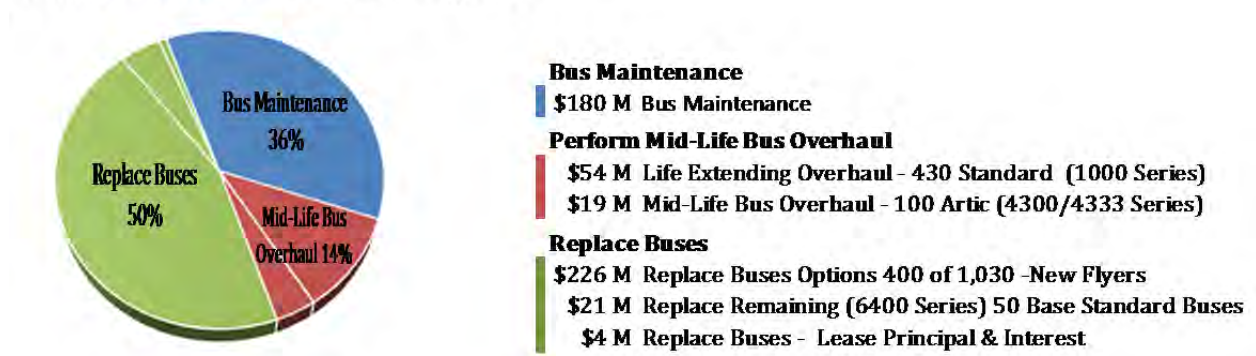 Bus Maintenance
36%
Replace Buses
50%
Mid-Life Bus
Overhaul 14%
Bus Maintenance
$180 M Bus Maintenance
Perform Mid-Life Bus Overhaul
$54 M Life Extending Overhaul - 430 Standard (1000 Series)
$19 M Mid-Life Bus Overhaul - 100 Artic (4300/4333 Series)
Replace Buses
$226 M Replace Buses Options 400 of 1,030 -New Flyers
$21 M Replace Remaining (6400 Series) 50 Base Standard Buses
$4 M Replace Buses - Lease Principal & Interest